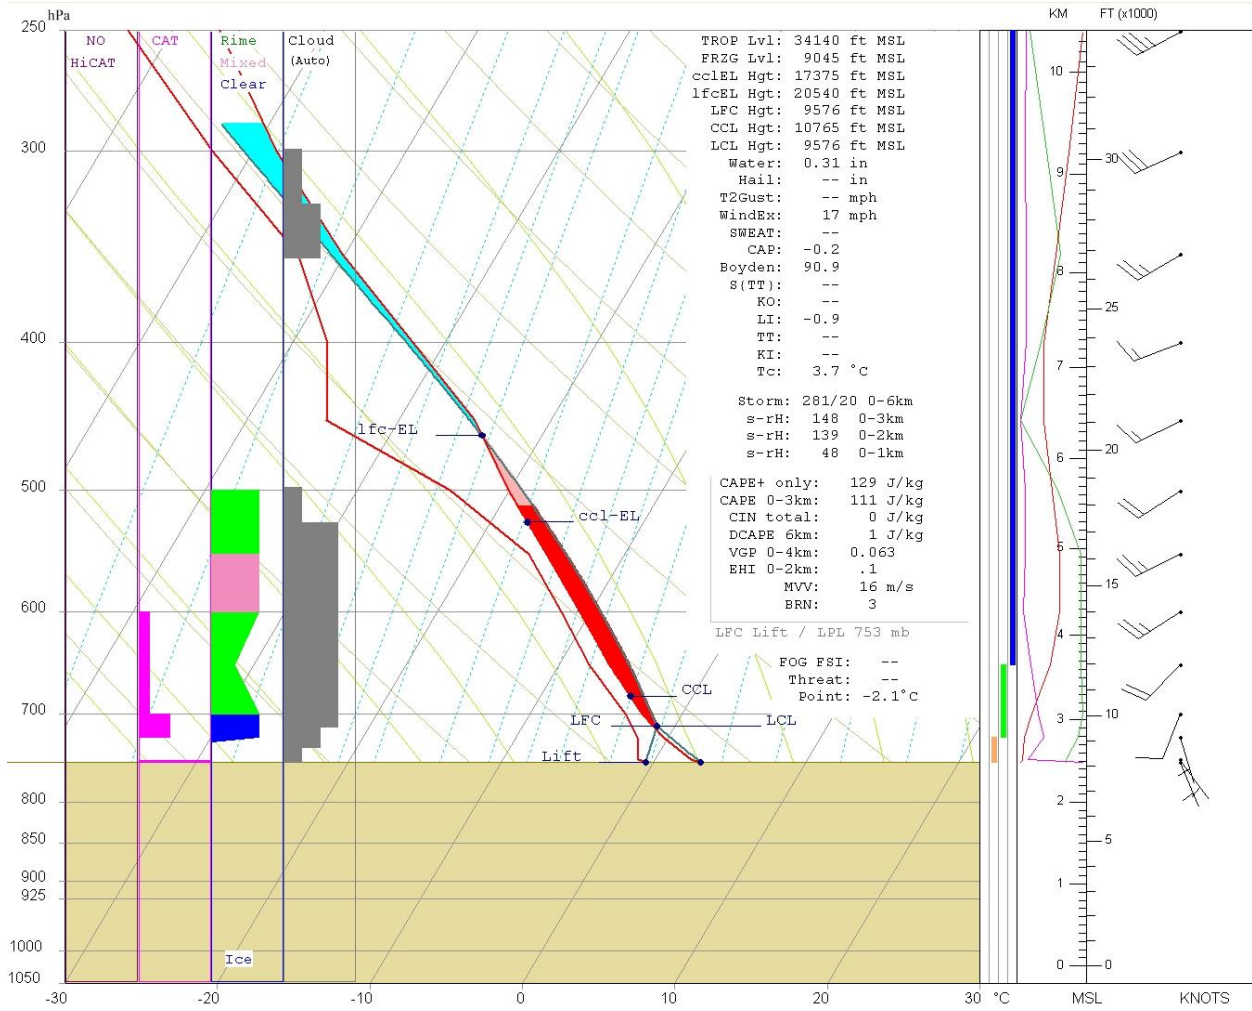 hPa
KM
FT (x1000)
250
NO
HiCAT
CAT
Rime
Mixed
Clear
Cloud
(Auto)
TROP Lvl: 34140 ft MSL
FRZG Lvl: 9045 ft MSL
cclEL Hgt: 17375 ft MSL
lfcEL Hgt: 20540 ft MSL
LFC Hgt: 9576 ft MSL
CCL Hgt: 10765 ft MSL
LCL Hgt: 9576 ft MSL
Water: 0.31 in
Hail: -- in
T2Gust: -- mph
WindEx: 17 mph
SWEAT: --
CAP: -0.2
Boyden: 90.9
S{TT}: --
KO: --
LI: -0.9
TT: --
KI: --
Tc: 3.7 °C
Storm: 281/20 0-6km
s-rH: 148 0-3km
s-rH: 139 0-2km
s-rH: 48 0-1km
CAPE+ only: 129 J/kg
CAPE 0-3km: 111 J/kg
CIN total: 0 J/kg
DCAPE 6km: 1 J/kg
VGP 0-4km: 0.063
EHI 0-2km: .1
MVV: 16 m/s
BRN: 3
LFC Lift / LPL 753 mb
FOG FSI: --
Threat: --
Point: -2.1°C
300
400
500
600
700
800
850
900
925
1000
1050
lfc-EL
ccl-EL
CCL
LFC
LCL
Lift
Ice
10
9
8
7
6
5
4
3
2
1
0
30
25
20
15
10
5
0
-30
-20
-10
0
10
20
30
°C
MSL
KNOTS